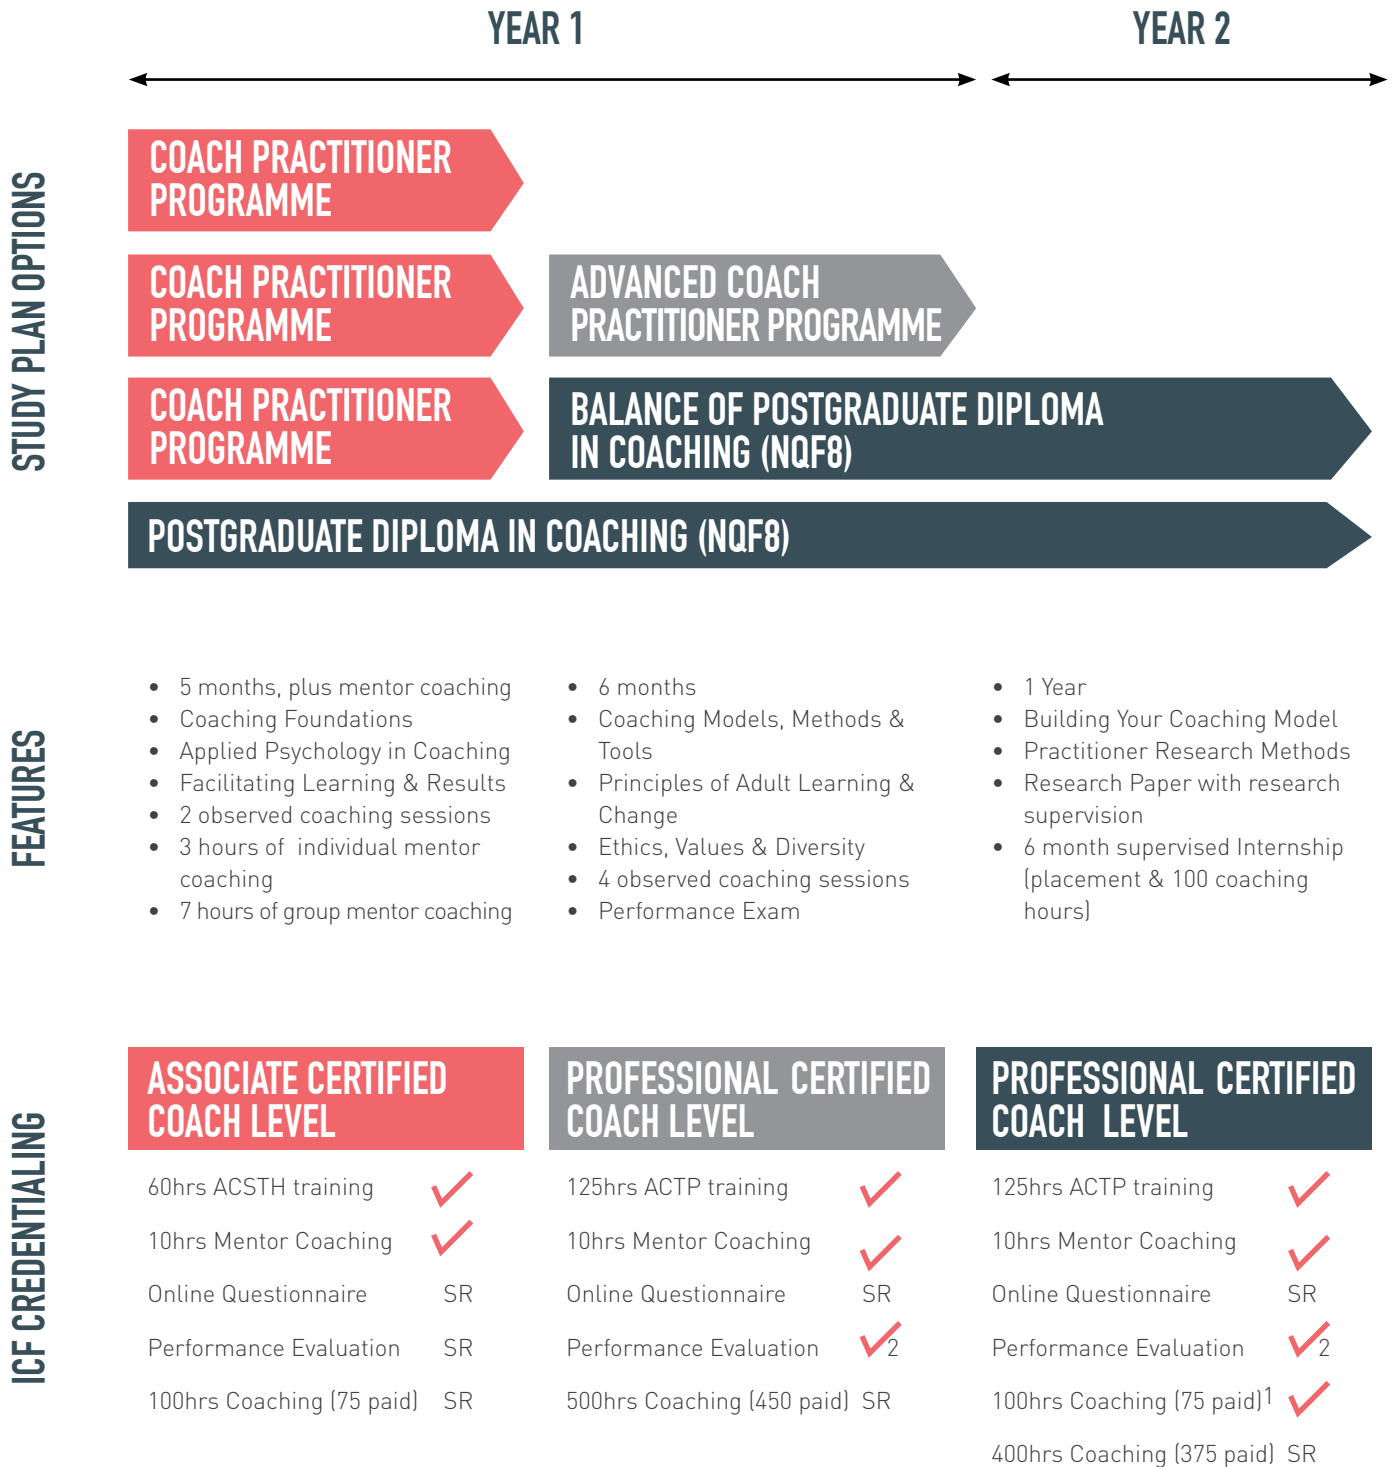 YEAR 1
YEAR 2
STUDY PLAN OPTIONS
COACH PRACTITIONER
PROGRAMME
COACH PRACTITIONER
PROGRAMME
ADVANCED COACH
PRACTITIONER PROGRAMME
COACH PRACTITIONER
PROGRAMME
BALANCE OF POSTGRADUATE DIPLOMA
IN COACHING (NQF8)
POSTGRADUATE DIPLOMA IN COACHING (NQF8)
FEATURES
• 5 months, plus mentor coaching
• Coaching Foundations
• Applied Psychology in Coaching
• Facilitating Learning & Results
• 2 observed coaching sessions
• 3 hours of individual mentor
coaching
• 7 hours of group mentor coaching
• 6 months
• Coaching Models, Methods &
Tools
• Principles of Adult Learning &
Change
• Ethics, Values & Diversity
• 4 observed coaching sessions
• Performance Exam
• 1 Year
• Building Your Coaching Model
• Practitioner Research Methods
• Research Paper with research
supervision
• 6 month supervised Internship
(placement & 100 coaching
hours)
ICF CREDENTIALING
ASSOCIATE CERTIFIED
COACH LEVEL
60hrs ACSTH training ✓
10hrs Mentor Coaching ✓
Online Questionnaire SR
Performance Evaluation SR
100hrs Coaching (75 paid) SR
PROFESSIONAL CERTIFIED
COACH LEVEL
125hrs ACTP training ✓
10hrs Mentor Coaching ✓
Online Questionnaire SR
Performance Evaluation ✓2
500hrs Coaching (450 paid) SR
PROFESSIONAL CERTIFIED
COACH LEVEL
125hrs ACTP training ✓
10hrs Mentor Coaching ✓
Online Questionnaire SR
Performance Evaluation ✓2
100hrs Coaching (75 paid)1 ✓
400hrs Coaching (375 paid) SR